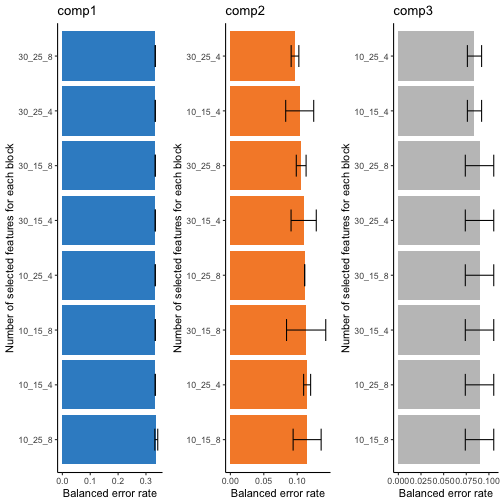 comp1
Number of selected features for each block
30_25_8
30_25_4
30_15_8
30_15_4
10_25_4
10_15_8
10_15_4
10_25_8
0.0 0.1 0.2 0.3
Balanced error rate
comp2
Number of selected features for each block
30_25_4
10_15_4
30_25_8
30_15_4
10_25_8
30_15_8
10_25_4
10_15_8
0.00 0.05 0.10
Balanced error rate
comp3
Number of selected features for each block
10_15_4
10_25_4
30_25_8
30_25_4
30_15_8
30_15_4
10_25_8
10_15_8
0.000 0.025 0.050 0.075 0.100
Balanced error rate